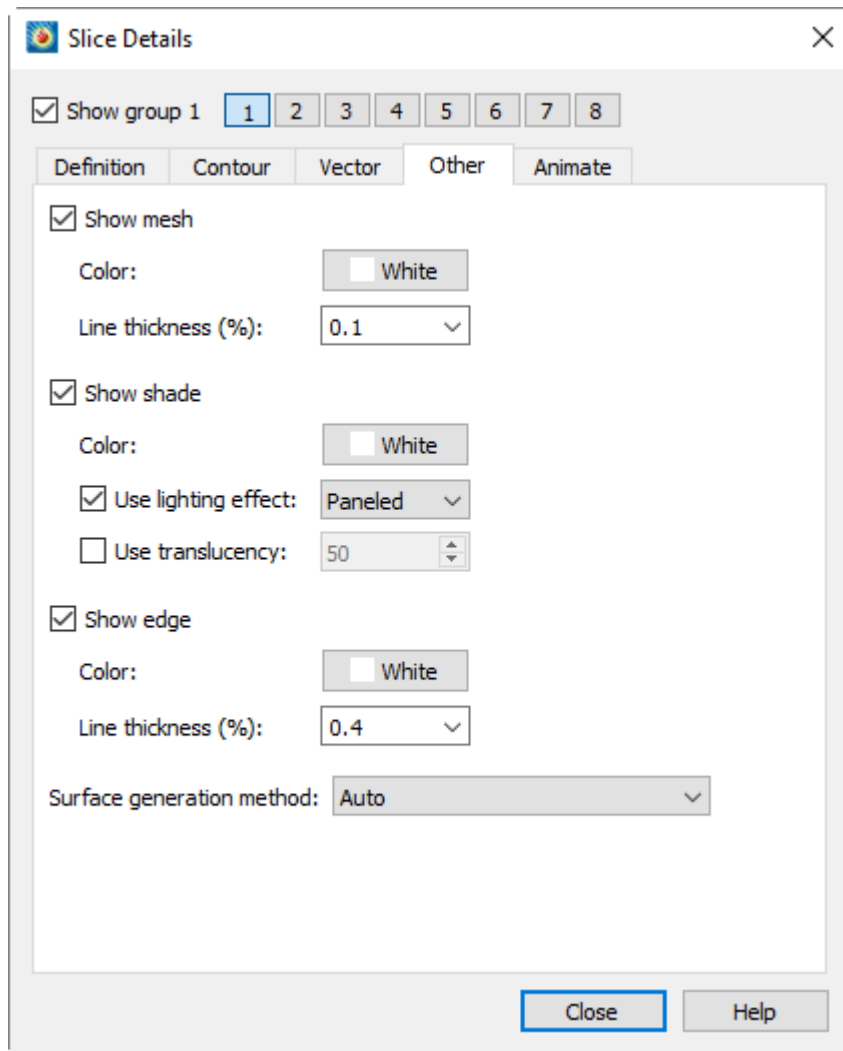 Slice Details
Show group 1 1 2 3 4 5 6 7 8
Definition Contour Vector Other Animate
Show mesh
Color: White
Line thickness (%): 0.1
Show shade
Color: White
Use lighting effect: Paneled
Use translucency: 50
Show edge
Color: White
Line thickness (%): 0.4
Surface generation method: Auto
Close Help